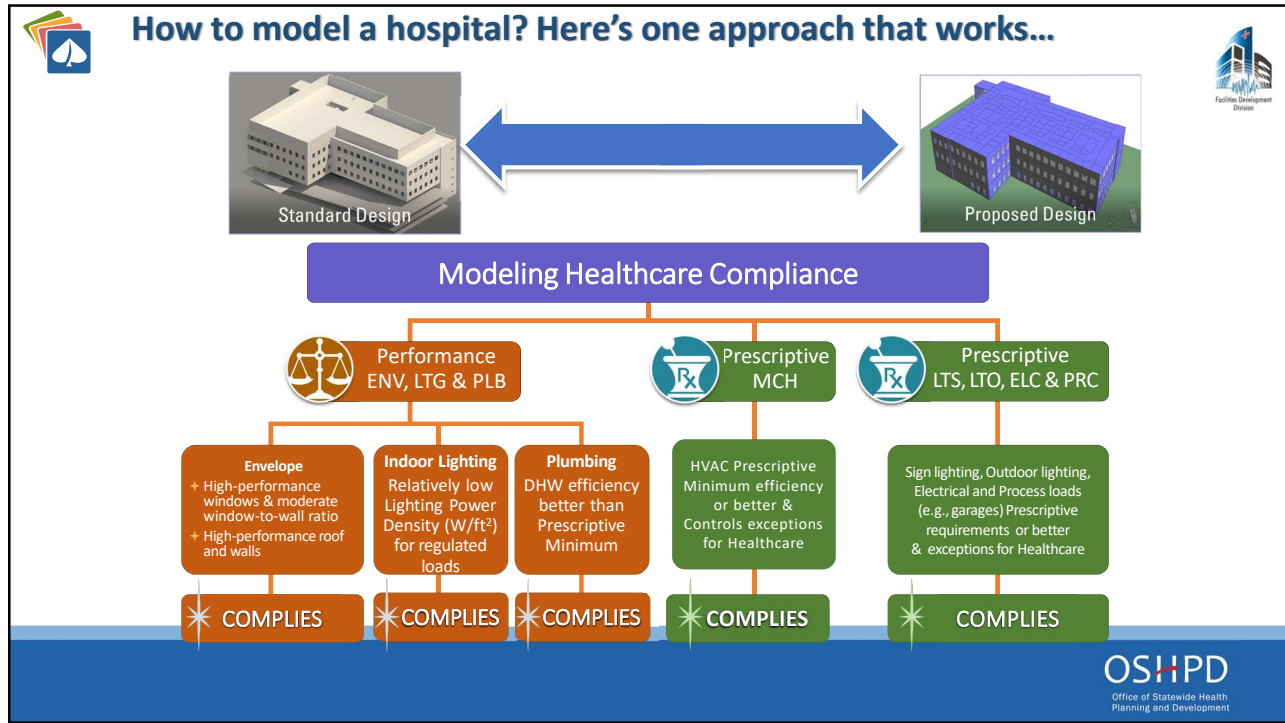 How to model a hospital? Here's one approach that works…
Facilities Development
Division
Standard Design
Proposed Design
Modeling Healthcare Compliance
Performance
ENV, LTG & PLB
Rx
Prescriptive
MCH
Rx
Prescriptive
LTS, LTO, ELC & PRC
Envelope
High-performance
windows & moderate
window-to-wall ratio
High-performance roof
and walls
Indoor Lighting
Relatively low
Lighting Power
Density (W/ft²)
for regulated
loads
Plumbing
DHW efficiency
better than
Prescriptive
Minimum
HVAC Prescriptive
Minimum efficiency
or better &
Controls exceptions
for Healthcare
Sign lighting, Outdoor lighting,
Electrical and Process loads
(e.g., garages) Prescriptive
requirements or better
& exceptions for Healthcare
COMPLIES
COMPLIES
COMPLIES
COMPLIES
COMPLIES
OSHPD
Office of Statewide Health
Planning and Development